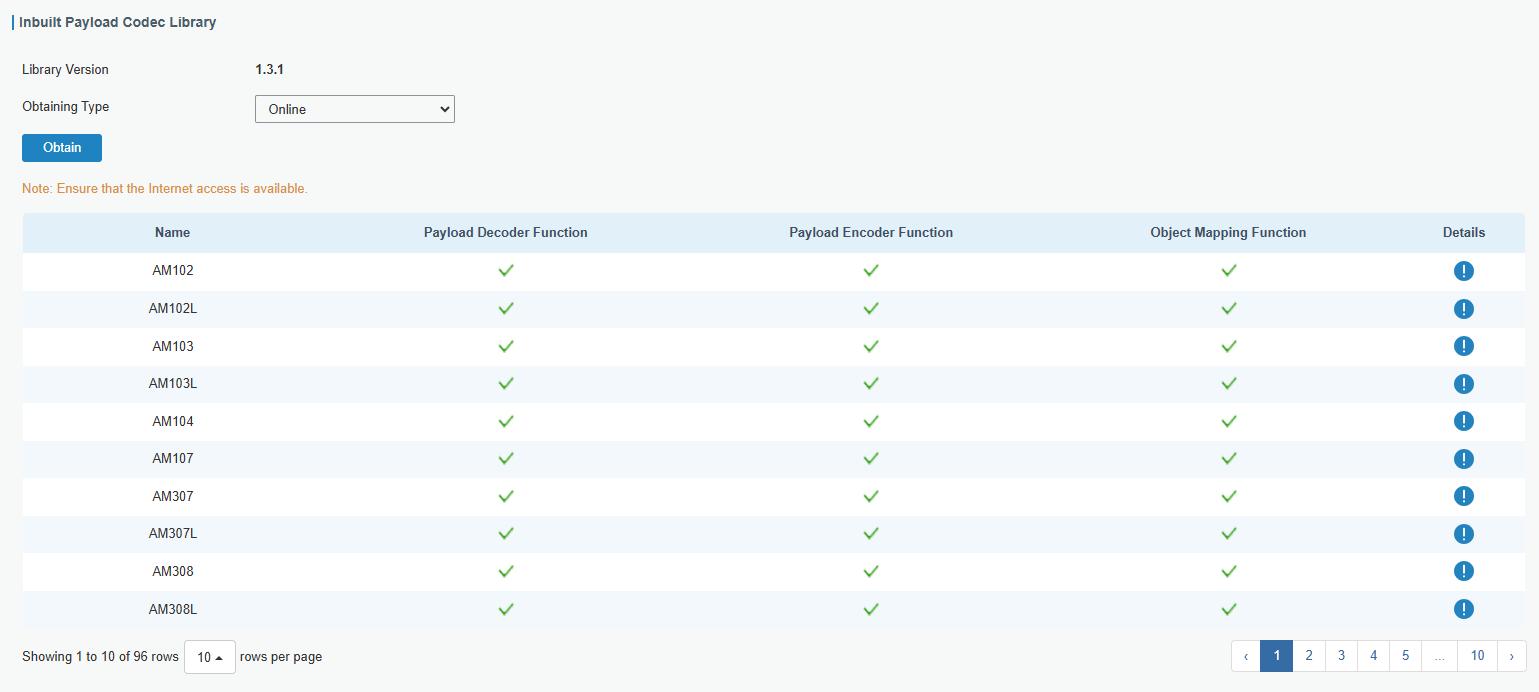 Inbuilt Payload Codec Library
Library Version 1.3.1
Obtaining Type Online
Obtain
Note: Ensure that the Internet access is available.
Name Payload Decoder Function Payload Encoder Function Object Mapping Function Details
AM102
AM102L
AM103
AM103L
AM104
AM107
AM307
AM307L
AM308
AM308L
Showing 1 to 10 of 96 rows 10 rows per page ‹ 1 2 3 4 5 ... 10 ›